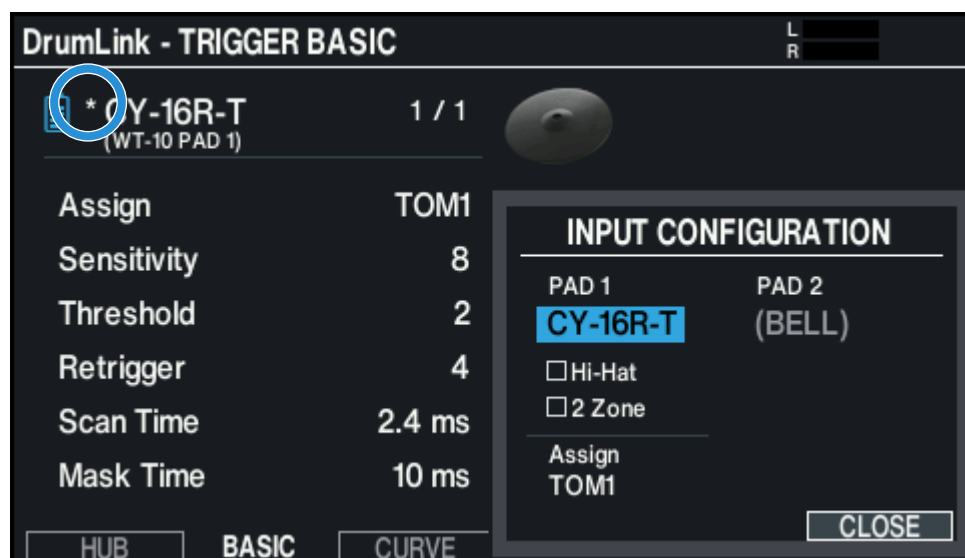 DrumLink - TRIGGER BASIC
L
R
* CY-16R-T 1 / 1
(WT-10 PAD 1)
Assign TOM1
Sensitivity 8
Threshold 2
Retrigger 4
Scan Time 2.4 ms
Mask Time 10 ms
HUB BASIC CURVE
INPUT CONFIGURATION
PAD 1 PAD 2
CY-16R-T (BELL)
Hi-Hat
2 Zone
Assign
TOM1
CLOSE